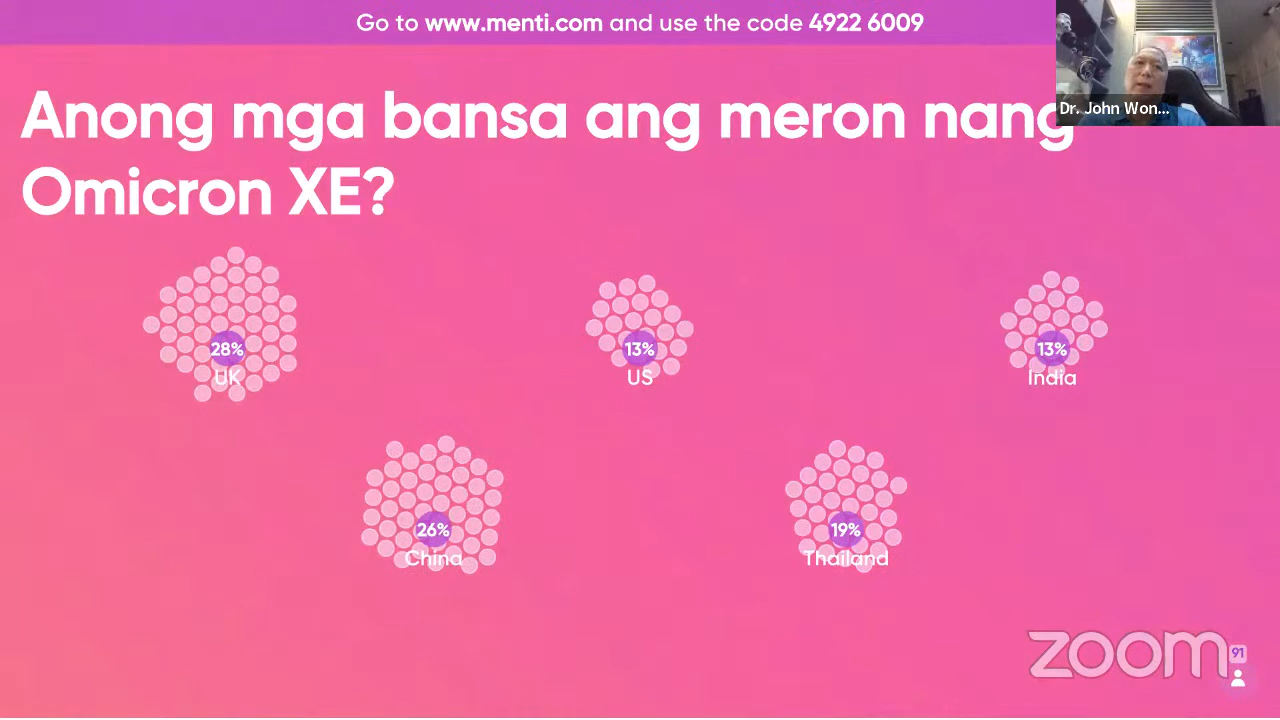 Go to www.menti.com and use the code 4922 6009
Dr. John Won...
Anong mga bansa ang meron nang
Omicron XE?
28%
UK
13%
US
13%
India
26%
China
19%
Thailand
zoom
91